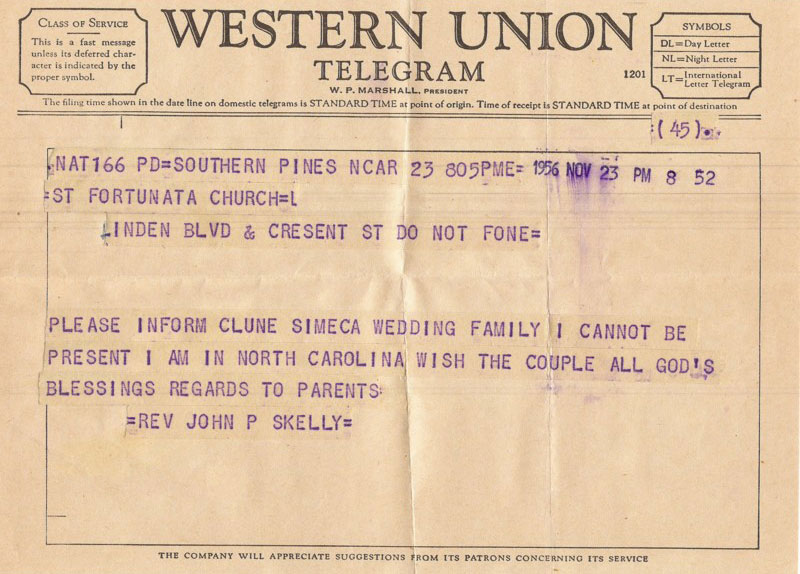 CLASS OF SERVICE
This is a fast message
unless its deferred char-
acter is indicated by the
proper symbol.
WESTERN UNION
TELEGRAM
W. P. MARSHALL, PRESIDENT
1201
SYMBOLS
DL=Day Letter
NL=Night Letter
LT=International Letter Telegram
The filing time shown in the date line on domestic telegrams is STANDARD TIME at point of origin. Time of receipt is STANDARD TIME at point of destination
=(45).
.NAT166 PD=SOUTHERN PINES NCAR 23 805PME= 1956 NOV 23 PM 8 52
=ST FORTUNATA CHURCH=L
LINDEN BLVD & CRESENT ST DO NOT FONE=
PLEASE INFORM CLUNE SIMECA WEDDING FAMILY I CANNOT BE
PRESENT I AM IN NORTH CAROLINA WISH THE COUPLE ALL GOD'S
BLESSINGS REGARDS TO PARENTS=
=REV JOHN P SKELLY=
THE COMPANY WILL APPRECIATE SUGGESTIONS FROM ITS PATRONS CONCERNING ITS SERVICE